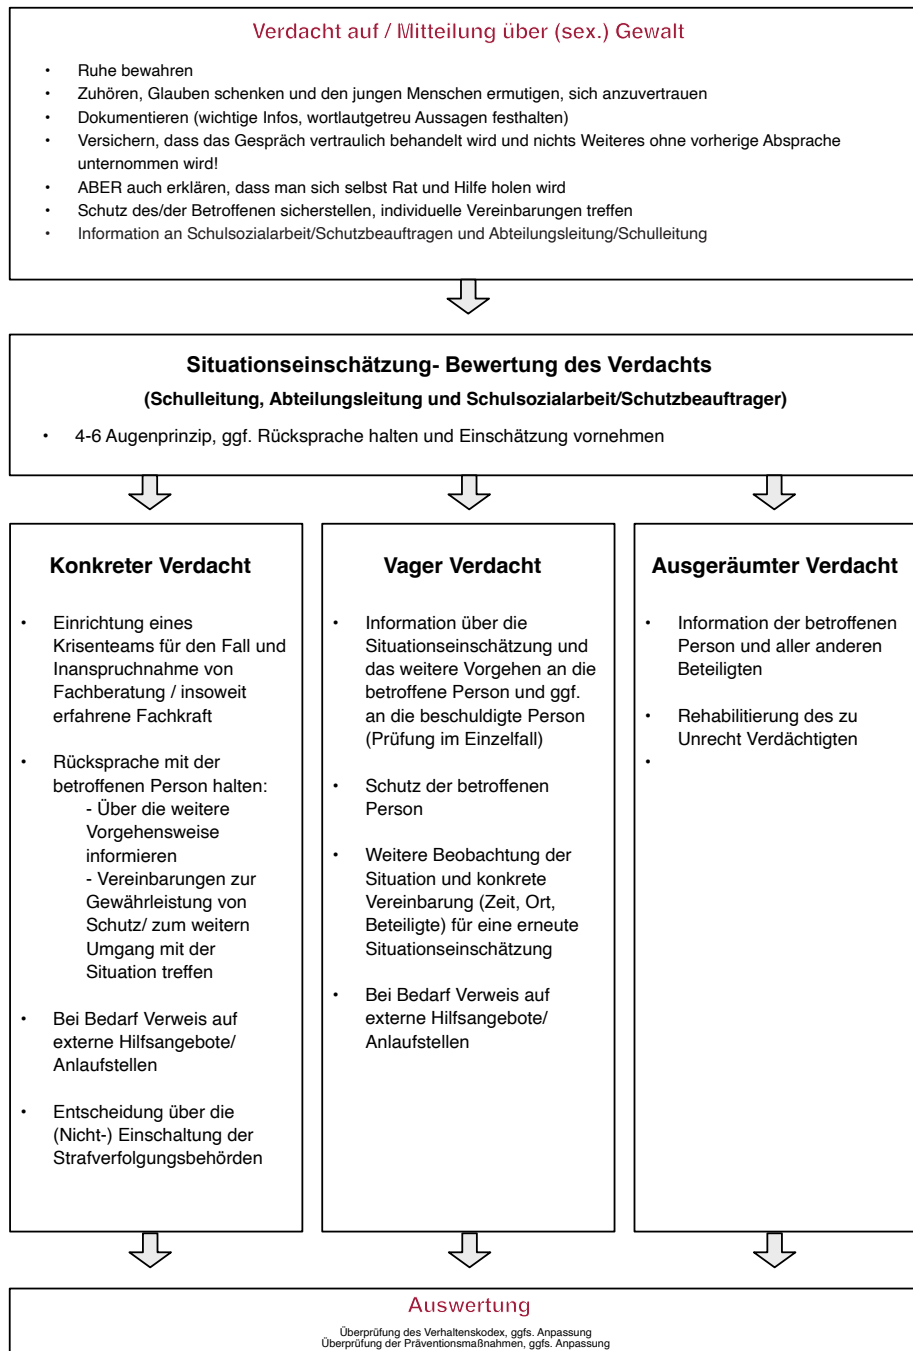 Verdacht auf / Mitteilung über (sex.) Gewalt
• Ruhe bewahren
• Zuhören, Glauben schenken und den jungen Menschen ermutigen, sich anzuvertrauen
• Dokumentieren (wichtige Infos, wortlautgetreu Aussagen festhalten)
• Versichern, dass das Gespräch vertraulich behandelt wird und nichts Weiteres ohne vorherige Absprache
unternommen wird!
• ABER auch erklären, dass man sich selbst Rat und Hilfe holen wird
• Schutz des/der Betroffenen sicherstellen, individuelle Vereinbarungen treffen
• Information an Schulsozialarbeit/Schutzbeauftragen und Abteilungsleitung/Schulleitung
Situationseinschätzung- Bewertung des Verdachts
(Schulleitung, Abteilungsleitung und Schulsozialarbeit/Schutzbeauftrager)
• 4-6 Augenprinzip, ggf. Rücksprache halten und Einschätzung vornehmen
Konkreter Verdacht
• Einrichtung eines
Krisenteams für den Fall und
Inanspruchnahme von
Fachberatung / insoweit
erfahrene Fachkraft
• Rücksprache mit der
betroffenen Person halten:
- Über die weitere
Vorgehensweise
informieren
- Vereinbarungen zur
Gewährleistung von
Schutz/ zum weitern
Umgang mit der
Situation treffen
• Bei Bedarf Verweis auf
externe Hilfsangebote/
Anlaufstellen
• Entscheidung über die
(Nicht-) Einschaltung der
Strafverfolgungsbehörden
Vager Verdacht
• Information über die
Situationseinschätzung und
das weitere Vorgehen an die
betroffene Person und ggf.
an die beschuldigte Person
(Prüfung im Einzelfall)
• Schutz der betroffenen
Person
• Weitere Beobachtung der
Situation und konkrete
Vereinbarung (Zeit, Ort,
Beteiligte) für eine erneute
Situationseinschätzung
• Bei Bedarf Verweis auf
externe Hilfsangebote/
Anlaufstellen
Ausgeräumter Verdacht
• Information der betroffenen
Person und aller anderen
Beteiligten
• Rehabilitierung des zu
Unrecht Verdächtigten
•
Auswertung
Überprüfung des Verhaltenskodex, ggfs. Anpassung
Überprüfung der Präventionsmaßnahmen, ggfs. Anpassung